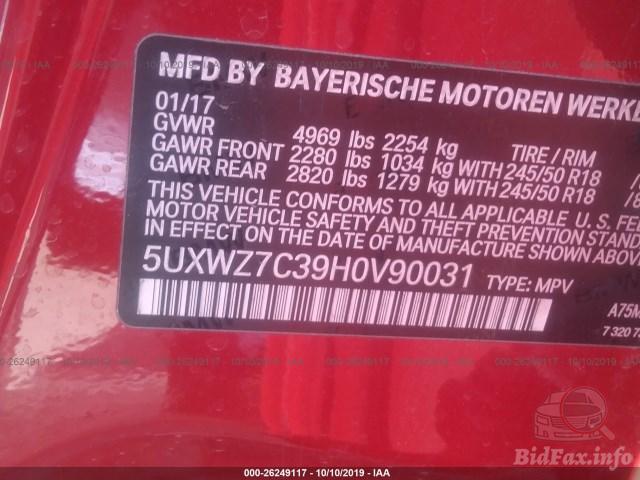 MFD BY BAYERISCHE MOTOREN
01/17
GVWR 4969 lbs 2254 kg TIRE / RIM
GAWR FRONT 2280 lbs 1034 kg WITH 245/50 R18
GAWR REAR 2820 lbs 1279 kg WITH 245/50 R18
THIS VEHICLE CONFORMS TO ALL APPLICABLE U. S.
MOTOR VEHICLE SAFETY AND THEFT PREVENTION
IN EFFECT ON THE DATE OF MANUFACTURE SHOWN ABOVE
5UXWZ7C39H0V90031 TYPE: MPV
7 320
BidFax.info
000-26249117 - 10/10/2019 - IAA